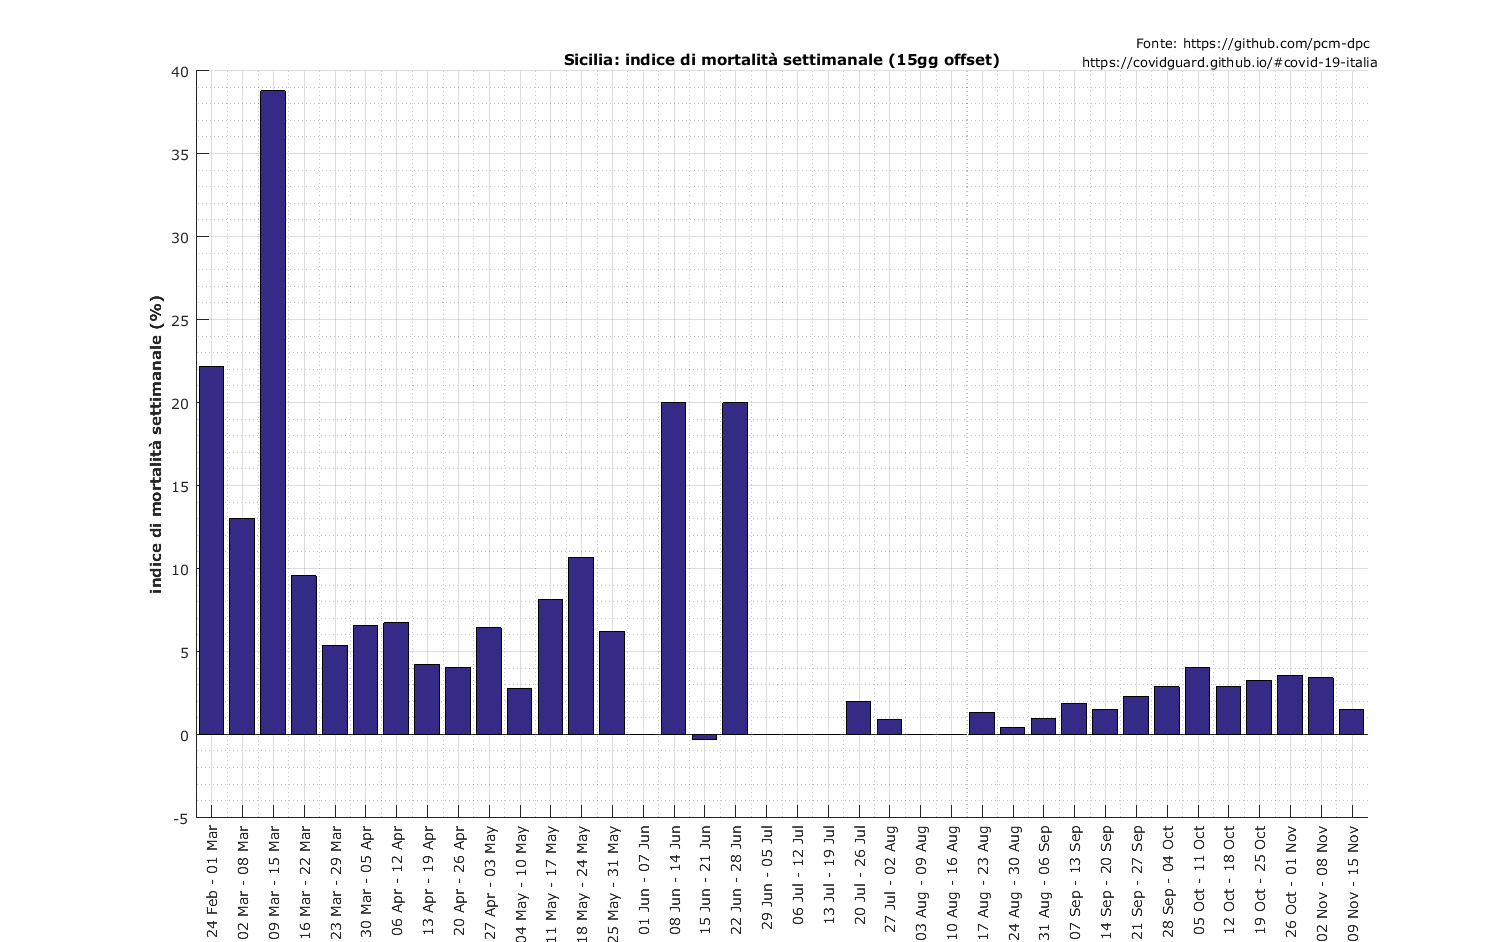 Fonte: https://github.com/pcm-dpc
Sicilia: indice di mortalità settimanale (15gg offset)
https://covidguard.github.io/#covid-19-italia
indice di mortalità settimanale (%)
40
35
30
25
20
15
10
5
0
-5
24 Feb - 01 Mar
02 Mar - 08 Mar
09 Mar - 15 Mar
16 Mar - 22 Mar
23 Mar - 29 Mar
30 Mar - 05 Apr
06 Apr - 12 Apr
13 Apr - 19 Apr
20 Apr - 26 Apr
27 Apr - 03 May
04 May - 10 May
11 May - 17 May
18 May - 24 May
25 May - 31 May
01 Jun - 07 Jun
08 Jun - 14 Jun
15 Jun - 21 Jun
22 Jun - 28 Jun
29 Jun - 05 Jul
06 Jul - 12 Jul
13 Jul - 19 Jul
20 Jul - 26 Jul
27 Jul - 02 Aug
03 Aug - 09 Aug
10 Aug - 16 Aug
17 Aug - 23 Aug
24 Aug - 30 Aug
31 Aug - 06 Sep
07 Sep - 13 Sep
14 Sep - 20 Sep
21 Sep - 27 Sep
28 Sep - 04 Oct
05 Oct - 11 Oct
12 Oct - 18 Oct
19 Oct - 25 Oct
26 Oct - 01 Nov
02 Nov - 08 Nov
09 Nov - 15 Nov